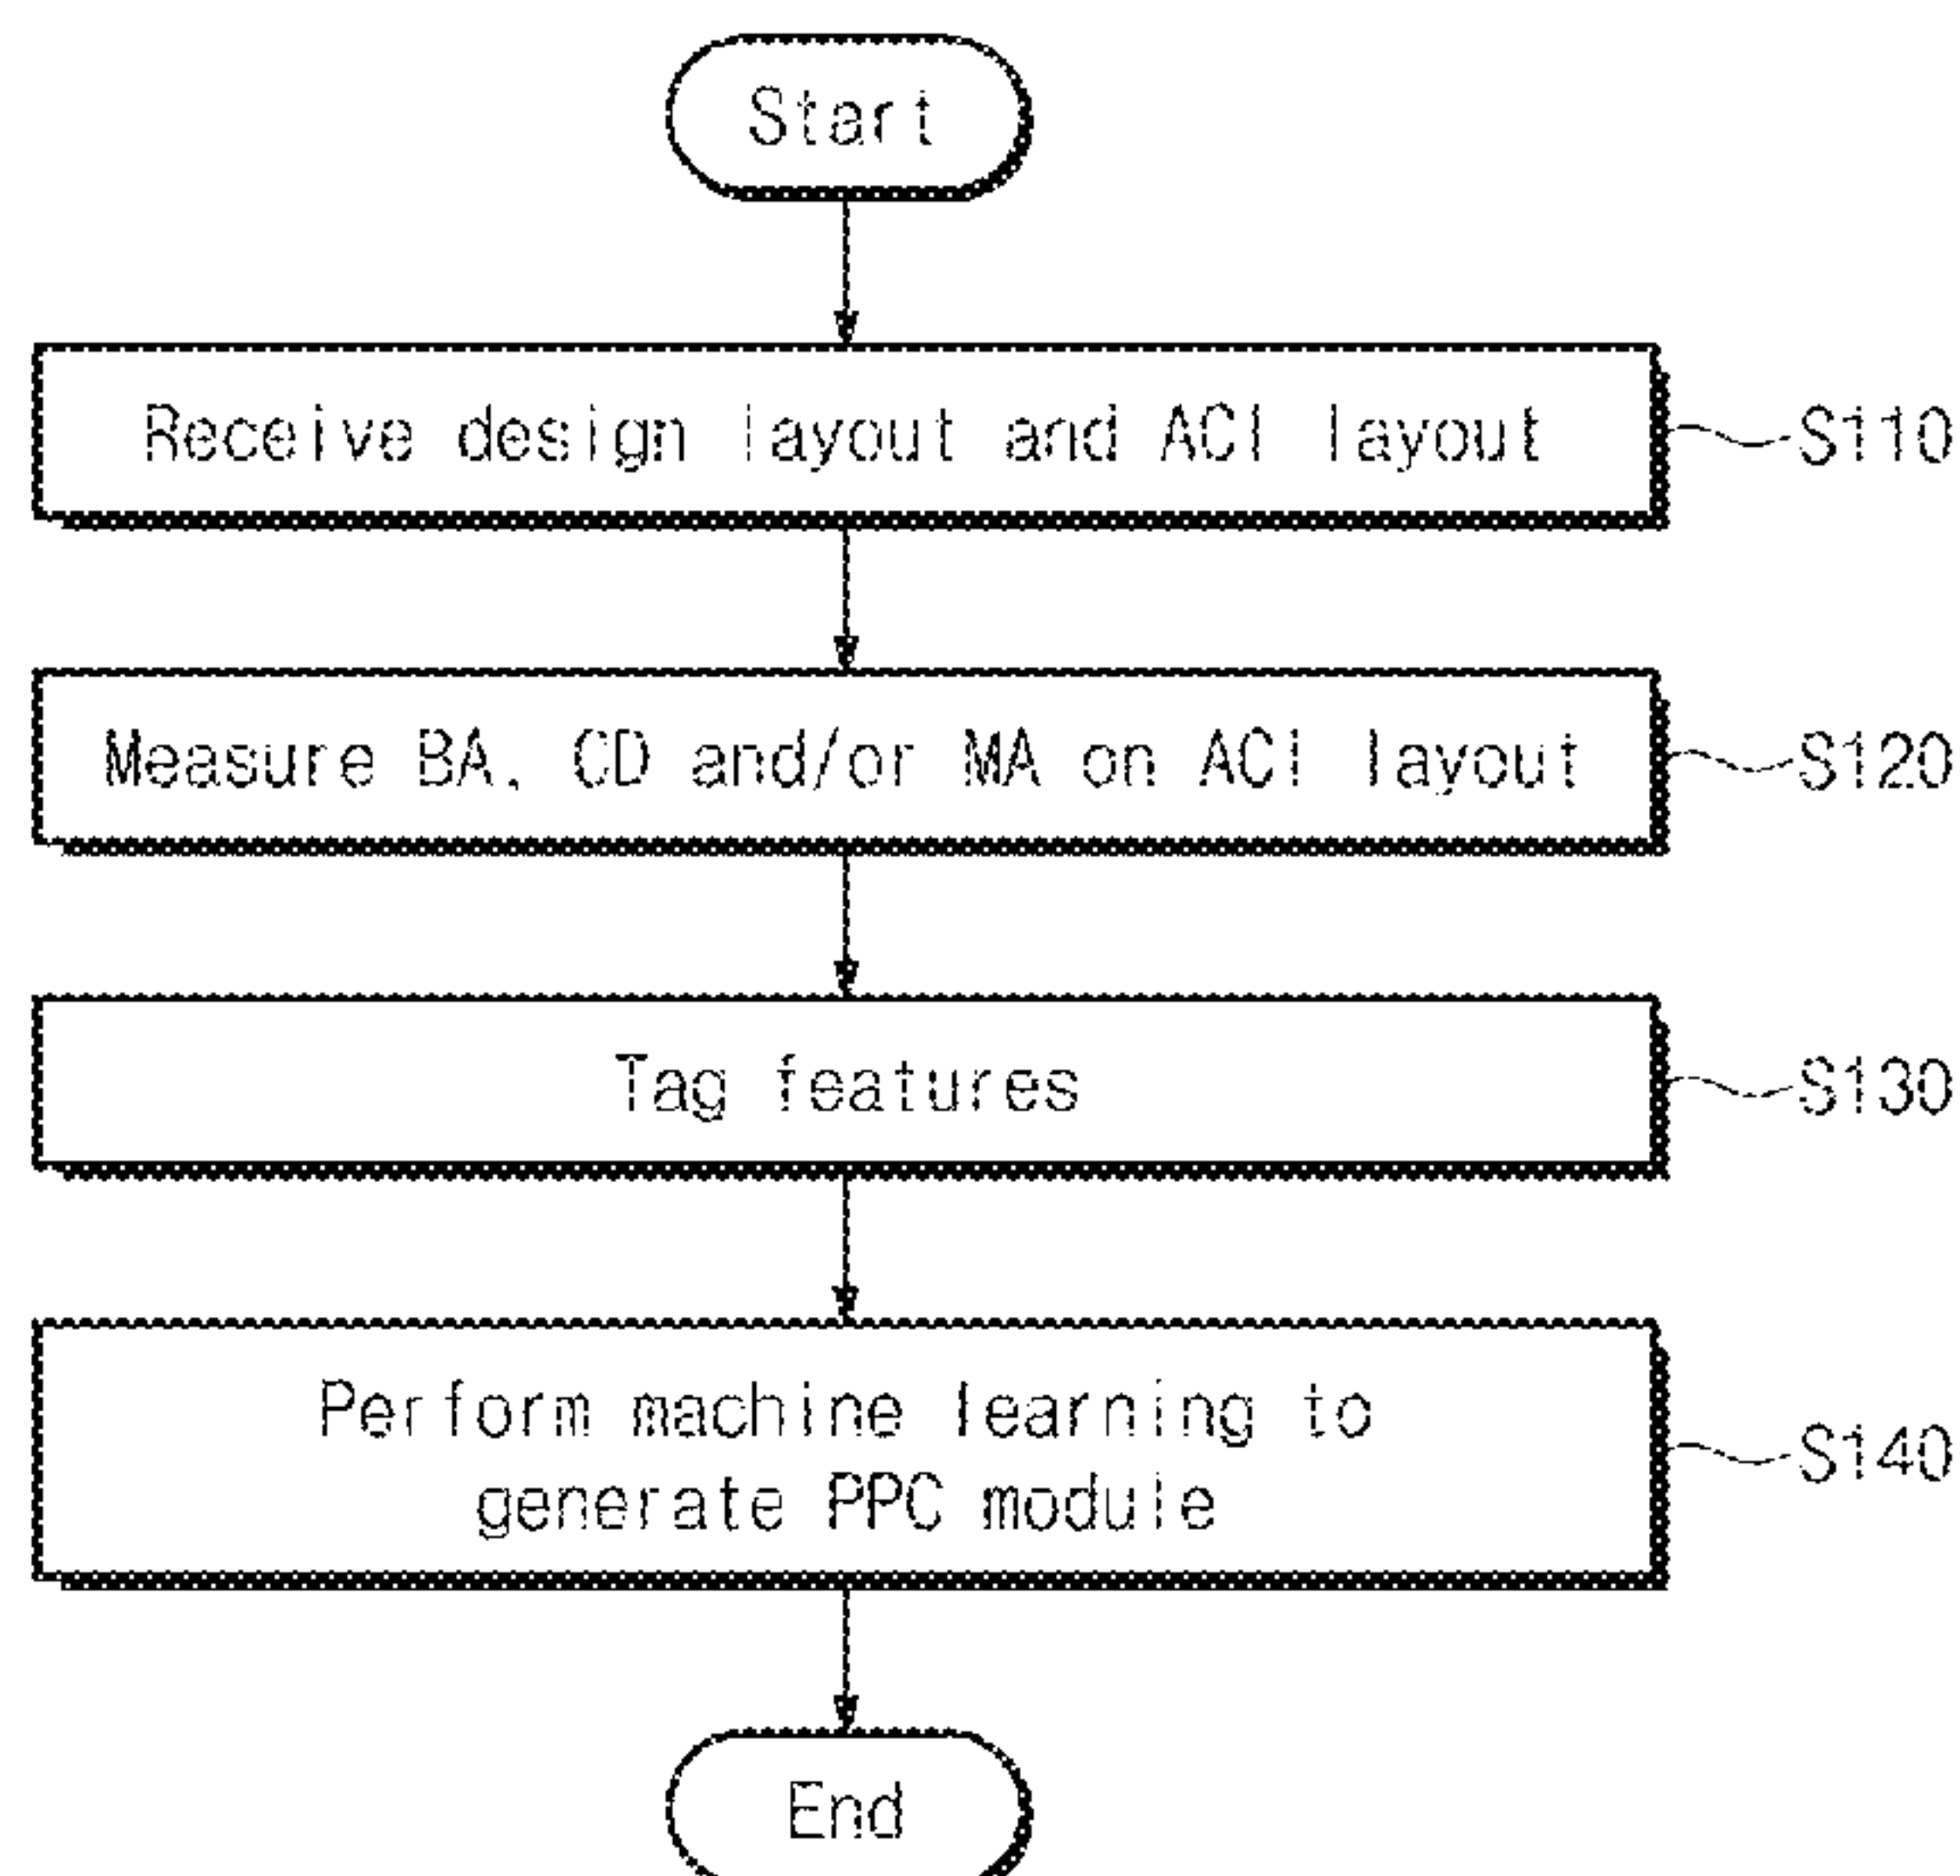 Start
Receive design layout and ACI layout
S110
Measure BA, CD and/or MA on ACI layout
S120
Tag features
S130
Perform machine learning to
generate PPC module
S140
End